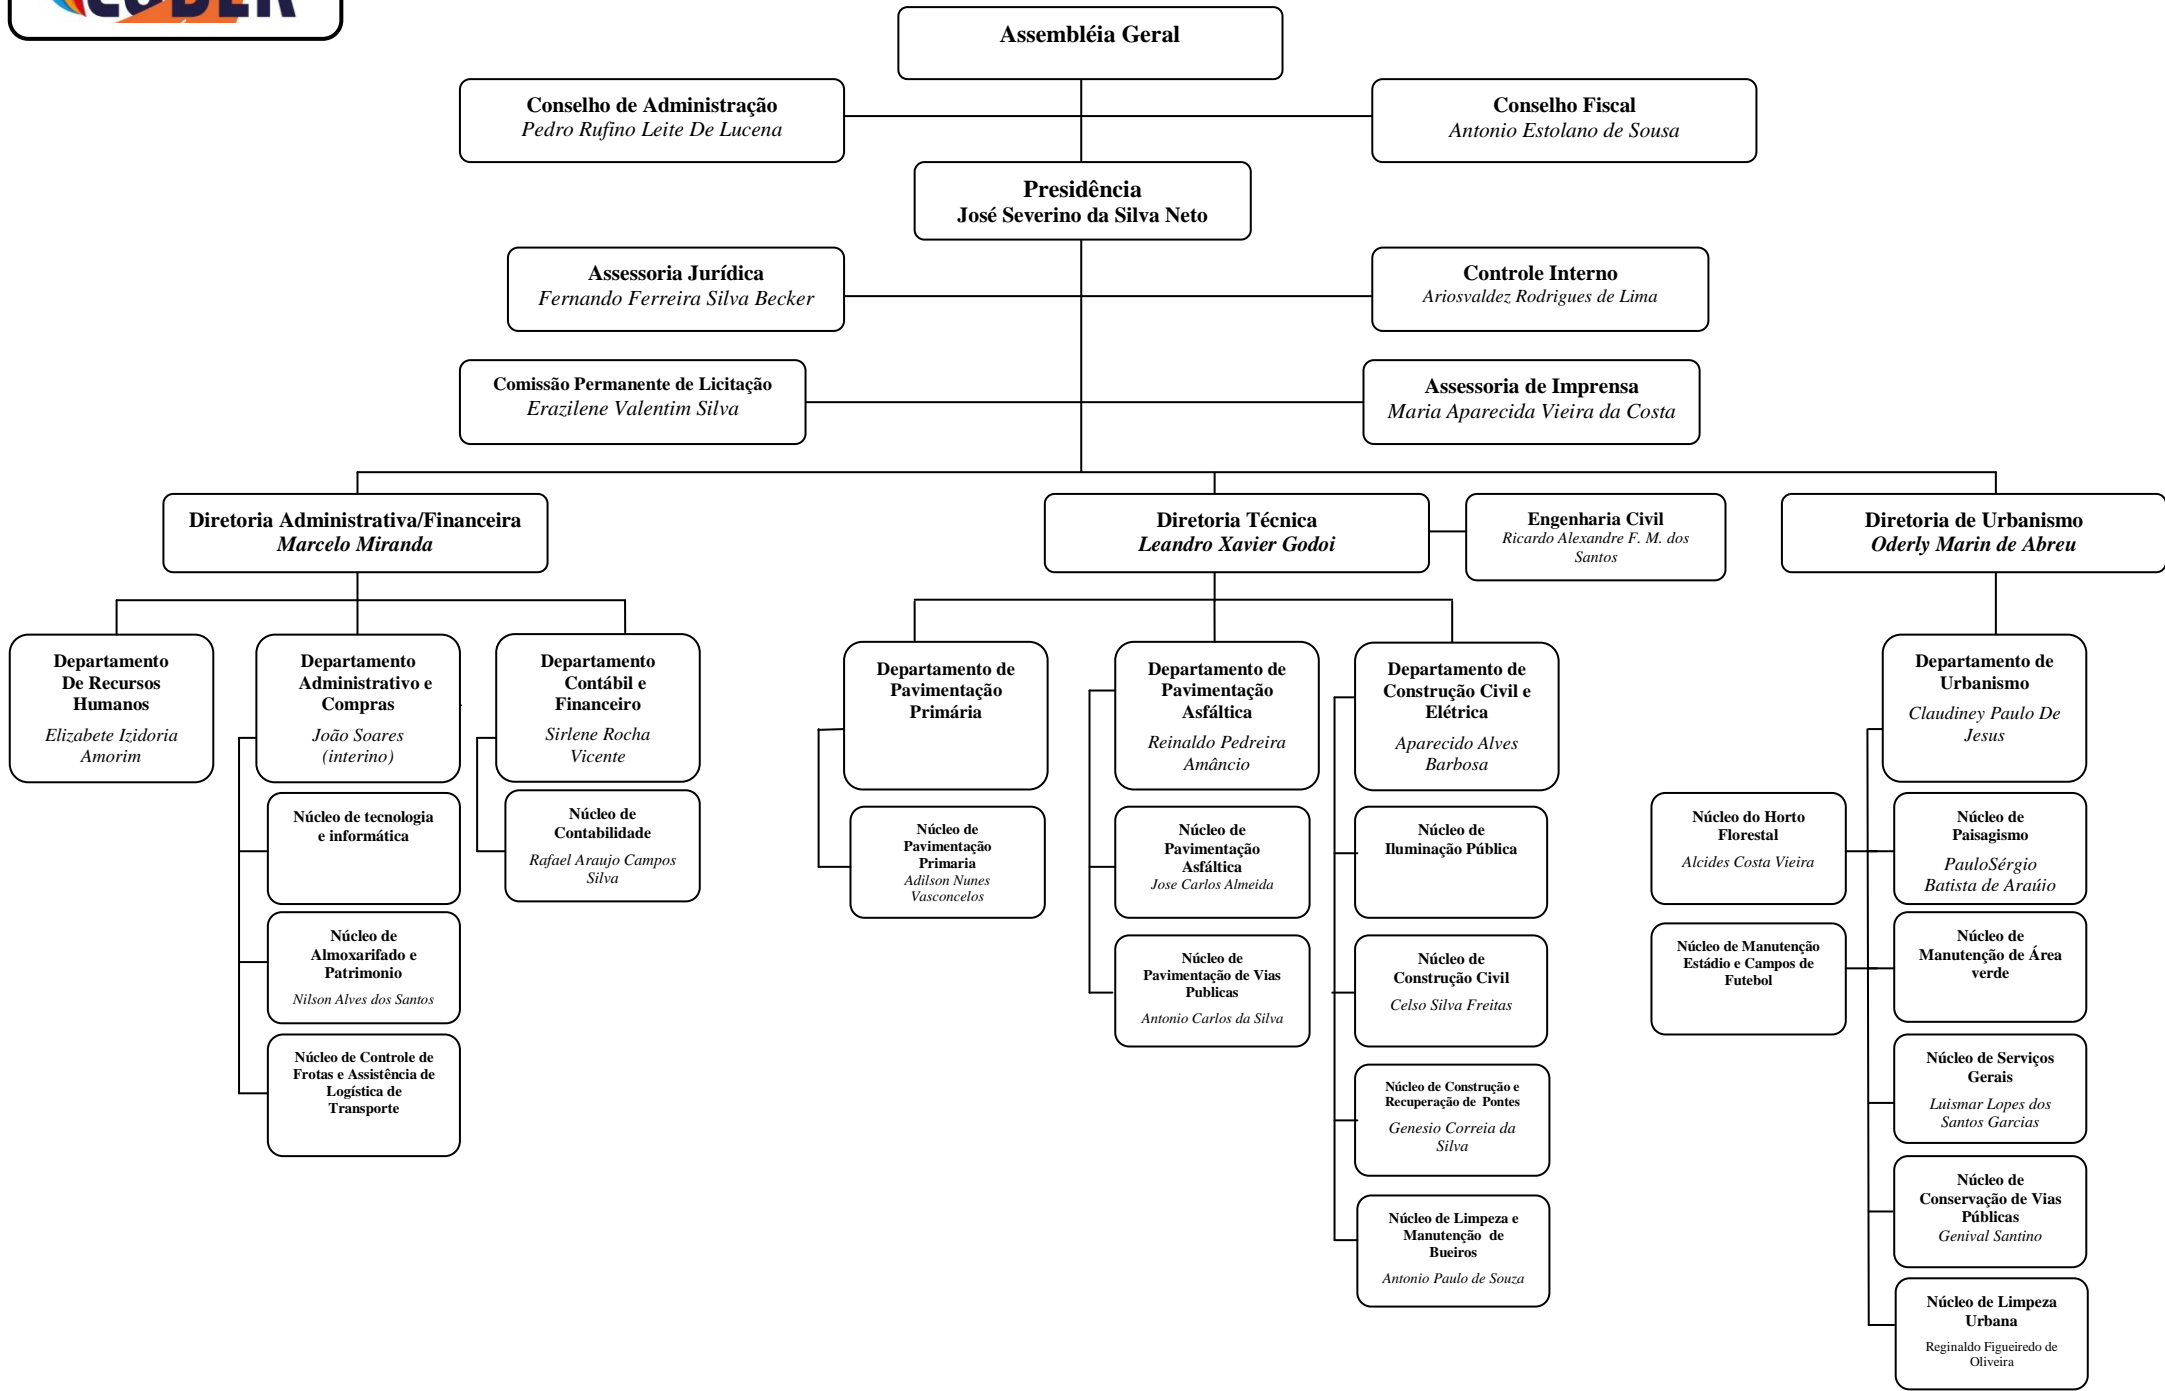 CODER
Assembléia Geral
Conselho de Administração
Pedro Rufino Leite De Lucena
Conselho Fiscal
Antonio Estolano de Sousa
Presidência
José Severino da Silva Neto
Assessoria Jurídica
Fernando Ferreira Silva Becker
Controle Interno
Ariosvaldez Rodrigues de Lima
Comissão Permanente de Licitação
Erazilene Valentim Silva
Assessoria de Imprensa
Maria Aparecida Vieira da Costa
Diretoria Administrativa/Financeira
Marcelo Miranda
Diretoria Técnica
Leandro Xavier Godoi
Engenharia Civil
Ricardo Alexandre F. M. dos
Santos
Diretoria de Urbanismo
Oderly Marin de Abreu
Departamento
De Recursos
Humanos
Elizabete Izidoria
Amorim
Departamento
Administrativo e
Compras
João Soares
(interino)
Departamento
Contábil e
Financeiro
Sirlene Rocha
Vicente
Departamento de
Pavimentação
Primária
Departamento de
Pavimentação
Asfáltica
Reinaldo Pedreira
Amâncio
Departamento de
Construção Civil e
Elétrica
Aparecido Alves
Barbosa
Departamento de
Urbanismo
Claudiney Paulo De
Jesus
Núcleo de tecnologia
e informática
Núcleo de
Almoxarifado e
Patrimonio
Nilson Alves dos Santos
Núcleo de Controle de
Frotas e Assistência de
Logística de
Transporte
Núcleo de
Contabilidade
Rafael Araujo Campos
Silva
Núcleo de
Pavimentação
Primaria
Adilson Nunes
Vasconcelos
Núcleo de
Pavimentação
Asfáltica
Jose Carlos Almeida
Núcleo de
Pavimentação de Vias
Publicas
Antonio Carlos da Silva
Núcleo de
Iluminação Pública
Núcleo de
Construção Civil
Celso Silva Freitas
Núcleo de Construção e
Recuperação de Pontes
Genesio Correia da
Silva
Núcleo de Limpeza e
Manutenção de
Bueiros
Antonio Paulo de Souza
Núcleo do Horto
Florestal
Alcides Costa Vieira
Núcleo de Manutenção
Estádio e Campos de
Futebol
Núcleo de
Paisagismo
PauloSérgio
Batista de Araúio
Núcleo de
Manutenção de Área
verde
Núcleo de Serviços
Gerais
Luismar Lopes dos
Santos Garcias
Núcleo de
Conservação de Vias
Públicas
Genival Santino
Núcleo de Limpeza
Urbana
Reginaldo Figueiredo de
Oliveira